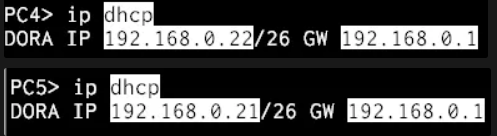 PC4> ip dhcp
DORA IP 192.168.0.22/26 GW 192.168.0.1
PC5> ip dhcp
DORA IP 192.168.0.21/26 GW 192.168.0.1